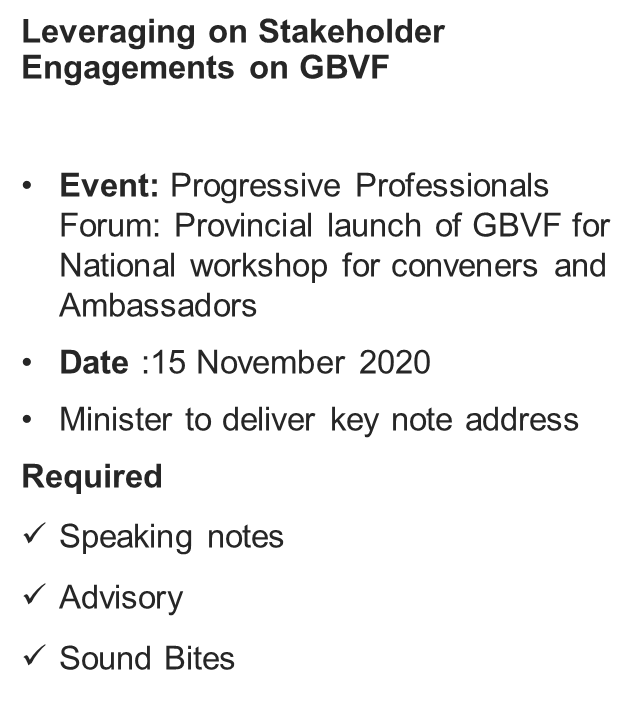 Leveraging on Stakeholder
Engagements on GBVF
• Event: Progressive Professionals
Forum: Provincial launch of GBVF for
National workshop for conveners and
Ambassadors
• Date :15 November 2020
• Minister to deliver key note address
Required
✓ Speaking notes
✓ Advisory
✓ Sound Bites